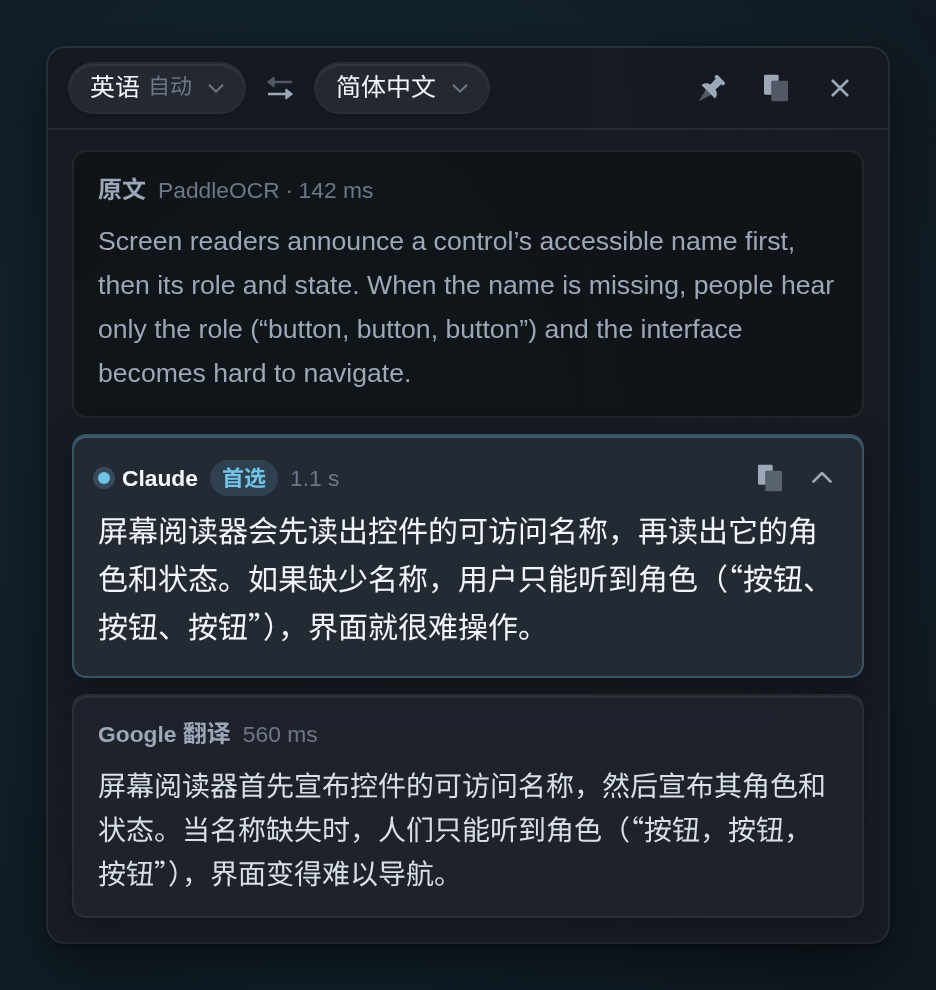 英语 自动 简体中文
原文 PaddleOCR · 142 ms
Screen readers announce a control’s accessible name first,
then its role and state. When the name is missing, people hear
only the role (“button, button, button”) and the interface
becomes hard to navigate.
Claude 首选 1.1 s
屏幕阅读器会先读出控件的可访问名称，再读出它的角
色和状态。如果缺少名称，用户只能听到角色（“按钮、
按钮、按钮”），界面就很难操作。
Google 翻译 560 ms
屏幕阅读器首先宣布控件的可访问名称，然后宣布其角色和
状态。当名称缺失时，人们只能听到角色（“按钮，按钮，
按钮”），界面变得难以导航。